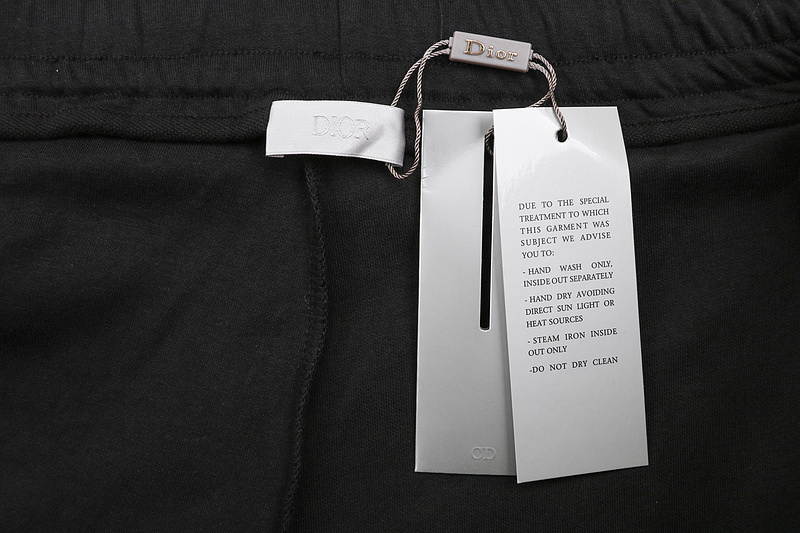 Dior
DIOR
DUE TO THE SPECIAL
TREATMENT TO WHICH
THIS GARMENT WAS
SUBJECT WE ADVISE
YOU TO:
- HAND WASH ONLY,
INSIDE OUT SEPARATELY
- HAND DRY AVOIDING
DIRECT SUN LIGHT OR
HEAT SOURCES
- STEAM IRON INSIDE
OUT ONLY
-DO NOT DRY CLEAN
CD